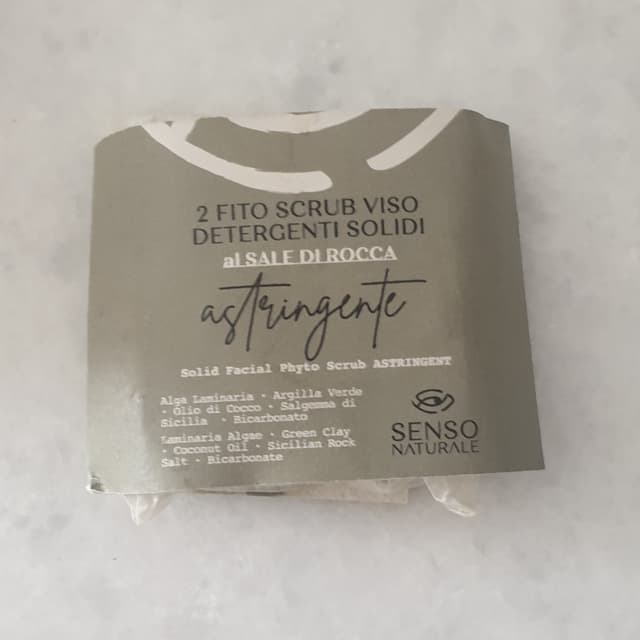 2 FITO SCRUB VISO
DETERGENTI SOLIDI
al SALE DI ROCCA
astringente
Solid Facial Phyto Scrub ASTRINGENT
Alga Laminaria • Argilla Verde
• Olio di Cocco • Salgemma di
Sicilia • Bicarbonato
Laminaria Algae • Green Clay
• Coconut Oil • Sicilian Rock
Salt • Bicarbonate
SENSO
NATURALE